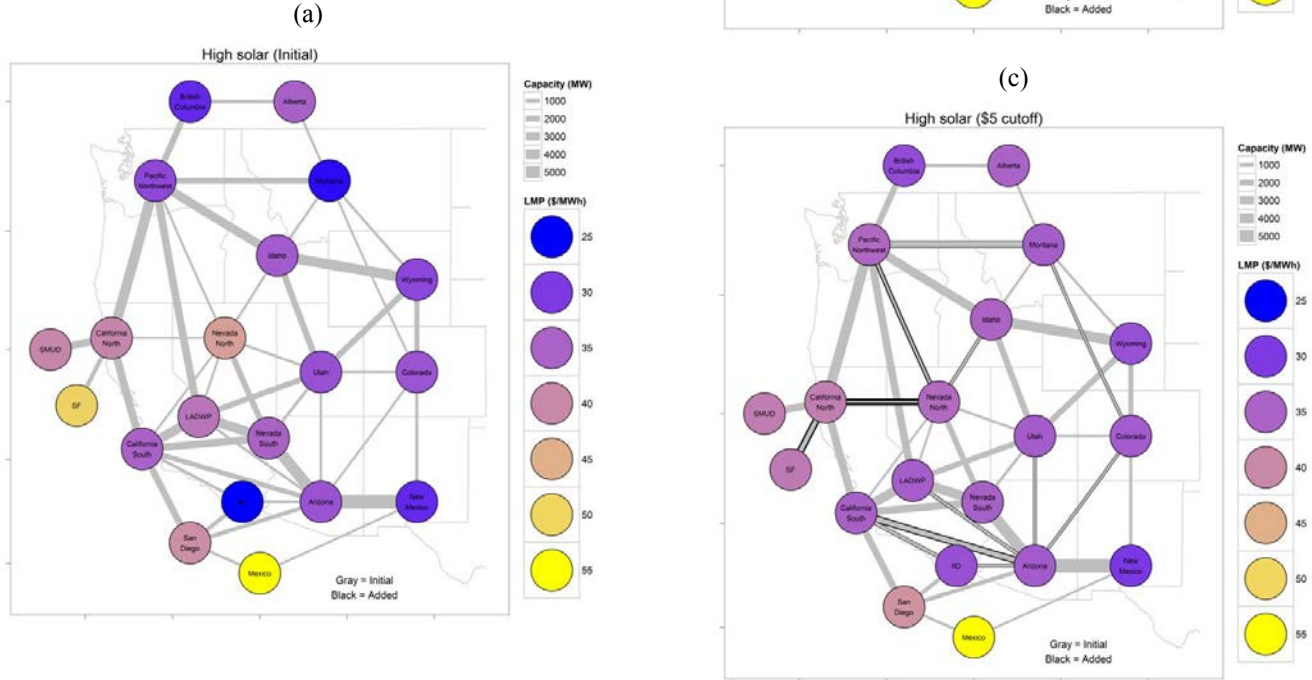 (a)
High solar (Initial)
British
Columbia
Alberta
Pacific
Northwest
Montana
Idaho
Wyoming
California
North
Nevada
North
SMUD
SF
Utah
Colorado
LADWP
California
South
Nevada
South
Arizona
New
Mexico
San
Diego
Mexico
Gray = Initial
Black = Added
Capacity (MW)
1000
2000
3000
4000
5000
LMP ($/MWh)
25
30
35
40
45
50
55
Black = Added
(c)
High solar ($5 cutoff)
British
Columbia
Alberta
Pacific
Northwest
Montana
Idaho
Wyoming
California
North
Nevada
North
SMUD
SF
Utah
Colorado
LADWP
California
South
Nevada
South
IID
Arizona
New
Mexico
San
Diego
Mexico
Gray = Initial
Black = Added
Capacity (MW)
1000
2000
3000
4000
5000
LMP ($/MWh)
25
30
35
40
45
50
55